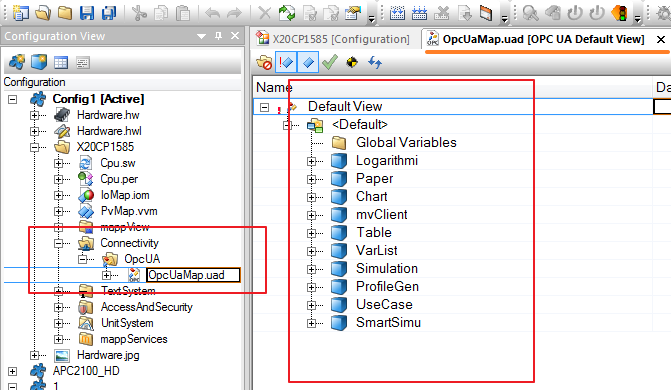 Configuration View
X20CP1585 [Configuration]
OpcUaMap.uad [OPC UA Default View]
Configuration
Config1 [Active]
Hardware.hw
Hardware.hwl
X20CP1585
Cpu.sw
Cpu.per
IoMap.iom
PvMap.vvm
mappView
Connectivity
OpcUA
OpcUaMap.uad
TextSystem
AccessAndSecurity
UnitSystem
mappServices
Hardware.jpg
APC2100_HD
1
Name
Da
Default View
<Default>
Global Variables
Logarithmi
Paper
Chart
mvClient
Table
VarList
Simulation
ProfileGen
UseCase
SmartSimu